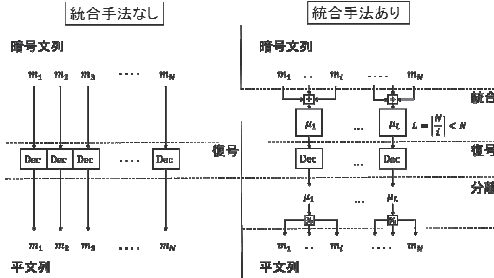 統合手法なし
暗号文列
m1 m2 m3 .... mN
復号
Dec Dec Dec .... Dec
m1 m2 m3 .... mN
平文列
統合手法あり
暗号文列
m1 .. ml ..... mN
統合
μ1 ... μL L = ⌈N/l⌉ < N
復号
Dec ... Dec
分離
μ1 ... μL
m1 .. ml ..... mN
平文列